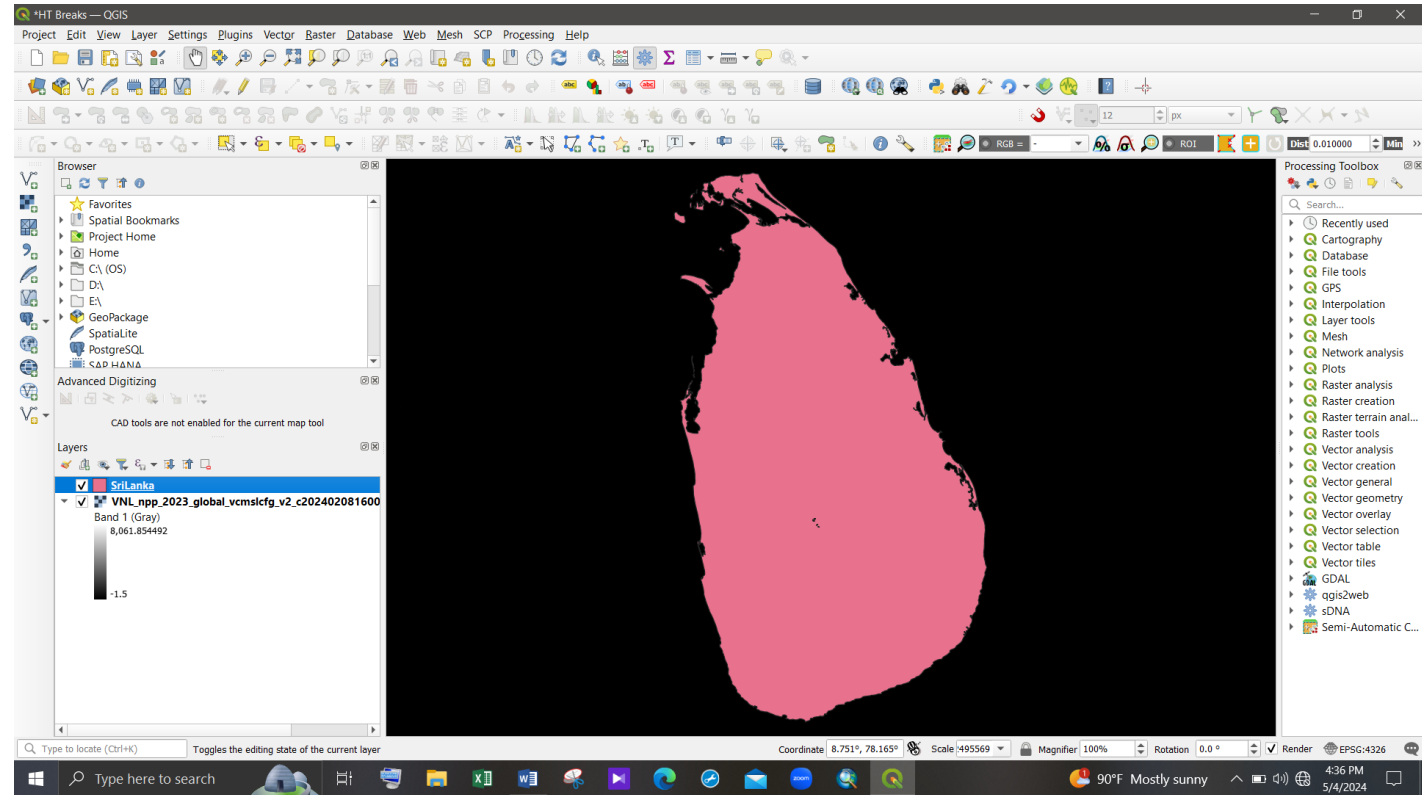 *HT Breaks — QGIS
Project Edit View Layer Settings Plugins Vector Raster Database Web Mesh SCP Processing Help
12 px
RGB = - ROI Dist 0.010000 Min »
Browser
Favorites
Spatial Bookmarks
Project Home
Home
C:\ (OS)
D:\
E:\
GeoPackage
SpatiaLite
PostgreSQL
SAP HANA
Advanced Digitizing
CAD tools are not enabled for the current map tool
Layers
SriLanka
VNL_npp_2023_global_vcmslcfg_v2_c202402081600
Band 1 (Gray)
8,061.854492
-1.5
Processing Toolbox
Search...
Recently used
Cartography
Database
File tools
GPS
Interpolation
Layer tools
Mesh
Network analysis
Plots
Raster analysis
Raster creation
Raster terrain anal...
Raster tools
Vector analysis
Vector creation
Vector general
Vector geometry
Vector overlay
Vector selection
Vector table
Vector tiles
GDAL
qgis2web
sDNA
Semi-Automatic C...
Type to locate (Ctrl+K) Toggles the editing state of the current layer Coordinate 8.751°, 78.165° Scale :495569 Magnifier 100% Rotation 0.0 ° Render EPSG:4326
Type here to search zoom 90°F Mostly sunny 4:36 PM
5/4/2024